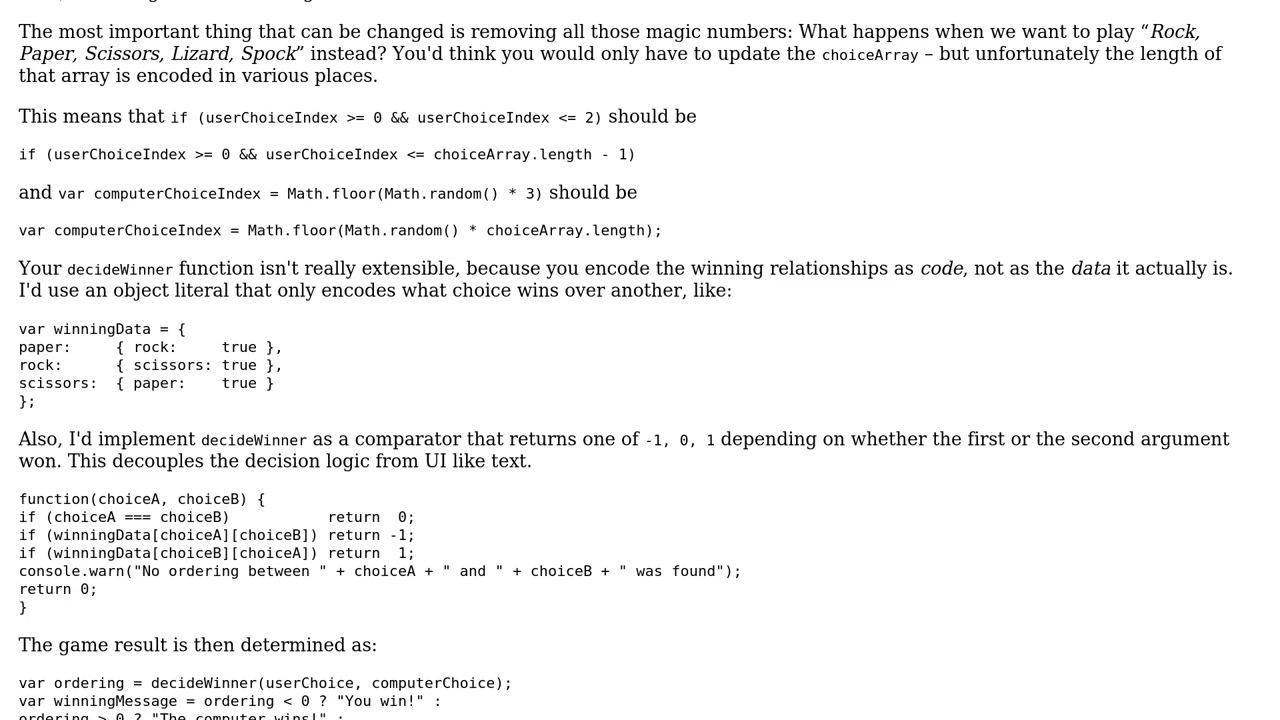 The most important thing that can be changed is removing all those magic numbers: What happens when we want to play “Rock,
Paper, Scissors, Lizard, Spock” instead? You'd think you would only have to update the choiceArray – but unfortunately the length of
that array is encoded in various places.
This means that if (userChoiceIndex >= 0 && userChoiceIndex <= 2) should be
if (userChoiceIndex >= 0 && userChoiceIndex <= choiceArray.length - 1)
and var computerChoiceIndex = Math.floor(Math.random() * 3) should be
var computerChoiceIndex = Math.floor(Math.random() * choiceArray.length);
Your decideWinner function isn't really extensible, because you encode the winning relationships as code, not as the data it actually is.
I'd use an object literal that only encodes what choice wins over another, like:
var winningData = {
paper:     { rock:     true },
rock:      { scissors: true },
scissors:  { paper:    true }
};
Also, I'd implement decideWinner as a comparator that returns one of -1, 0, 1 depending on whether the first or the second argument
won. This decouples the decision logic from UI like text.
function(choiceA, choiceB) {
if (choiceA === choiceB)           return  0;
if (winningData[choiceA][choiceB]) return -1;
if (winningData[choiceB][choiceA]) return  1;
console.warn("No ordering between " + choiceA + " and " + choiceB + " was found");
return 0;
}
The game result is then determined as:
var ordering = decideWinner(userChoice, computerChoice);
var winningMessage = ordering < 0 ? "You win!" :
ordering > 0 ? "The computer wins!" :